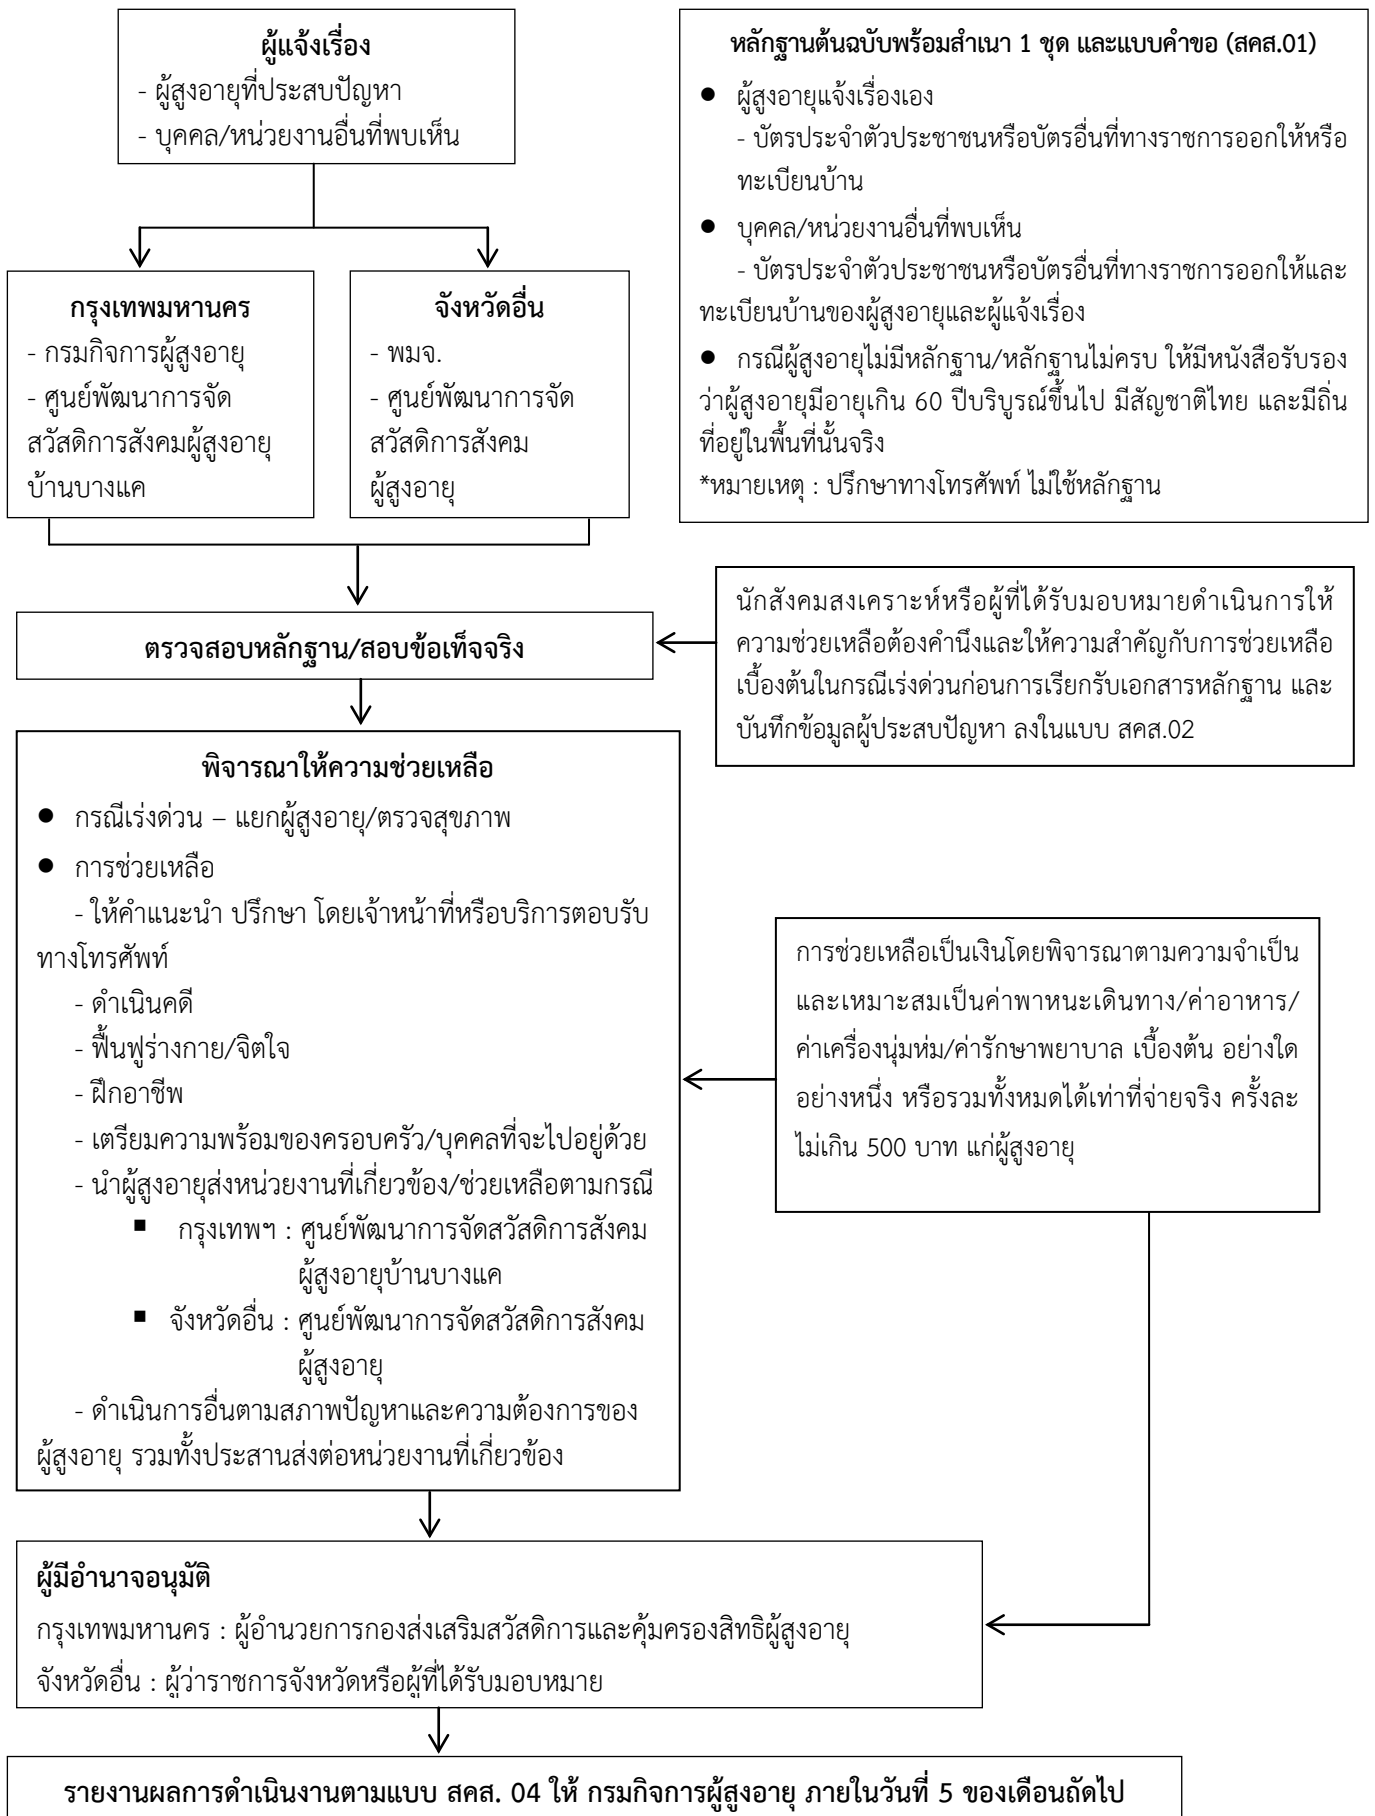 ผู้แจ้งเรื่อง
- ผู้สูงอายุที่ประสบปัญหา
- บุคคล/หน่วยงานอื่นที่พบเห็น
หลักฐานต้นฉบับพร้อมสำเนา 1 ชุด และแบบคำขอ (สคส.01)
● ผู้สูงอายุแจ้งเรื่องเอง
- บัตรประจำตัวประชาชนหรือบัตรอื่นที่ทางราชการออกให้หรือ
ทะเบียนบ้าน
● บุคคล/หน่วยงานอื่นที่พบเห็น
- บัตรประจำตัวประชาชนหรือบัตรอื่นที่ทางราชการออกให้และ
ทะเบียนบ้านของผู้สูงอายุและผู้แจ้งเรื่อง
● กรณีผู้สูงอายุไม่มีหลักฐาน/หลักฐานไม่ครบ ให้มีหนังสือรับรอง
ว่าผู้สูงอายุมีอายุเกิน 60 ปีบริบูรณ์ขึ้นไป มีสัญชาติไทย และมีถิ่น
ที่อยู่ในพื้นที่นั้นจริง
*หมายเหตุ : ปรึกษาทางโทรศัพท์ ไม่ใช้หลักฐาน
กรุงเทพมหานคร
- กรมกิจการผู้สูงอายุ
- ศูนย์พัฒนาการจัด
สวัสดิการสังคมผู้สูงอายุ
บ้านบางแค
จังหวัดอื่น
- พมจ.
- ศูนย์พัฒนาการจัด
สวัสดิการสังคม
ผู้สูงอายุ
ตรวจสอบหลักฐาน/สอบข้อเท็จจริง
นักสังคมสงเคราะห์หรือผู้ที่ได้รับมอบหมายดำเนินการให้
ความช่วยเหลือต้องคำนึงและให้ความสำคัญกับการช่วยเหลือ
เบื้องต้นในกรณีเร่งด่วนก่อนการเรียกรับเอกสารหลักฐาน และ
บันทึกข้อมูลผู้ประสบปัญหา ลงในแบบ สคส.02
พิจารณาให้ความช่วยเหลือ
● กรณีเร่งด่วน – แยกผู้สูงอายุ/ตรวจสุขภาพ
● การช่วยเหลือ
- ให้คำแนะนำ ปรึกษา โดยเจ้าหน้าที่หรือบริการตอบรับ
ทางโทรศัพท์
- ดำเนินคดี
- ฟื้นฟูร่างกาย/จิตใจ
- ฝึกอาชีพ
- เตรียมความพร้อมของครอบครัว/บุคคลที่จะไปอยู่ด้วย
- นำผู้สูงอายุส่งหน่วยงานที่เกี่ยวข้อง/ช่วยเหลือตามกรณี
■ กรุงเทพฯ : ศูนย์พัฒนาการจัดสวัสดิการสังคม
ผู้สูงอายุบ้านบางแค
■ จังหวัดอื่น : ศูนย์พัฒนาการจัดสวัสดิการสังคม
ผู้สูงอายุ
- ดำเนินการอื่นตามสภาพปัญหาและความต้องการของ
ผู้สูงอายุ รวมทั้งประสานส่งต่อหน่วยงานที่เกี่ยวข้อง
การช่วยเหลือเป็นเงินโดยพิจารณาตามความจำเป็น
และเหมาะสมเป็นค่าพาหนะเดินทาง/ค่าอาหาร/
ค่าเครื่องนุ่มห่ม/ค่ารักษาพยาบาล เบื้องต้น อย่างใด
อย่างหนึ่ง หรือรวมทั้งหมดได้เท่าที่จ่ายจริง ครั้งละ
ไม่เกิน 500 บาท แก่ผู้สูงอายุ
ผู้มีอำนาจอนุมัติ
กรุงเทพมหานคร : ผู้อำนวยการกองส่งเสริมสวัสดิการและคุ้มครองสิทธิผู้สูงอายุ
จังหวัดอื่น : ผู้ว่าราชการจังหวัดหรือผู้ที่ได้รับมอบหมาย
รายงานผลการดำเนินงานตามแบบ สคส. 04 ให้ กรมกิจการผู้สูงอายุ ภายในวันที่ 5 ของเดือนถัดไป